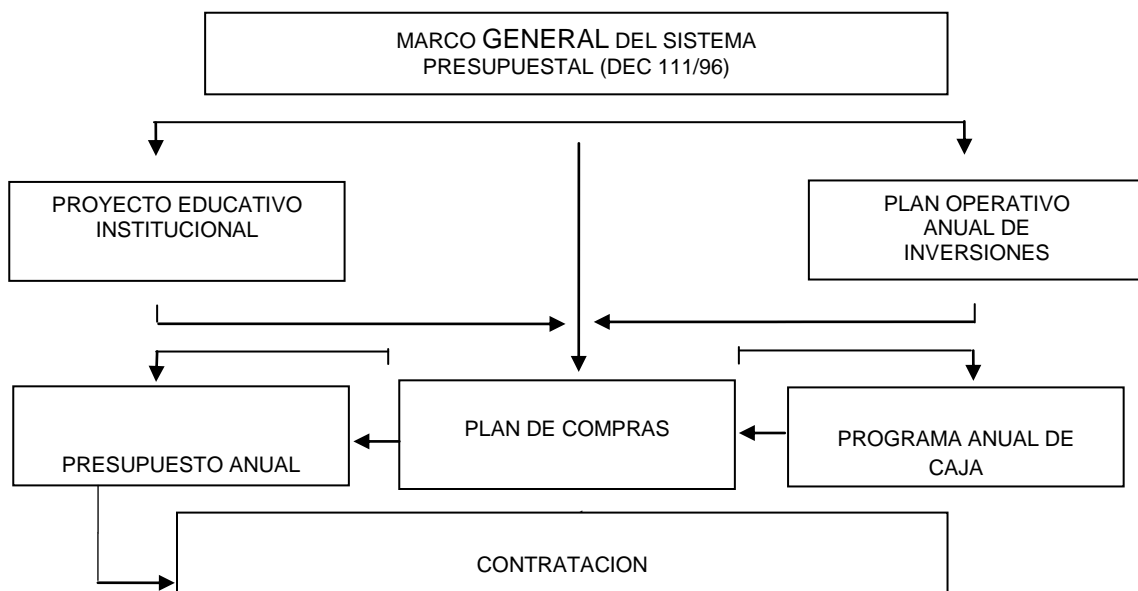 MARCO GENERAL DEL SISTEMA
PRESUPUESTAL (DEC 111/96)
PROYECTO EDUCATIVO
INSTITUCIONAL
PLAN OPERATIVO
ANUAL DE
INVERSIONES
PRESUPUESTO ANUAL
PLAN DE COMPRAS
PROGRAMA ANUAL DE
CAJA
CONTRATACION